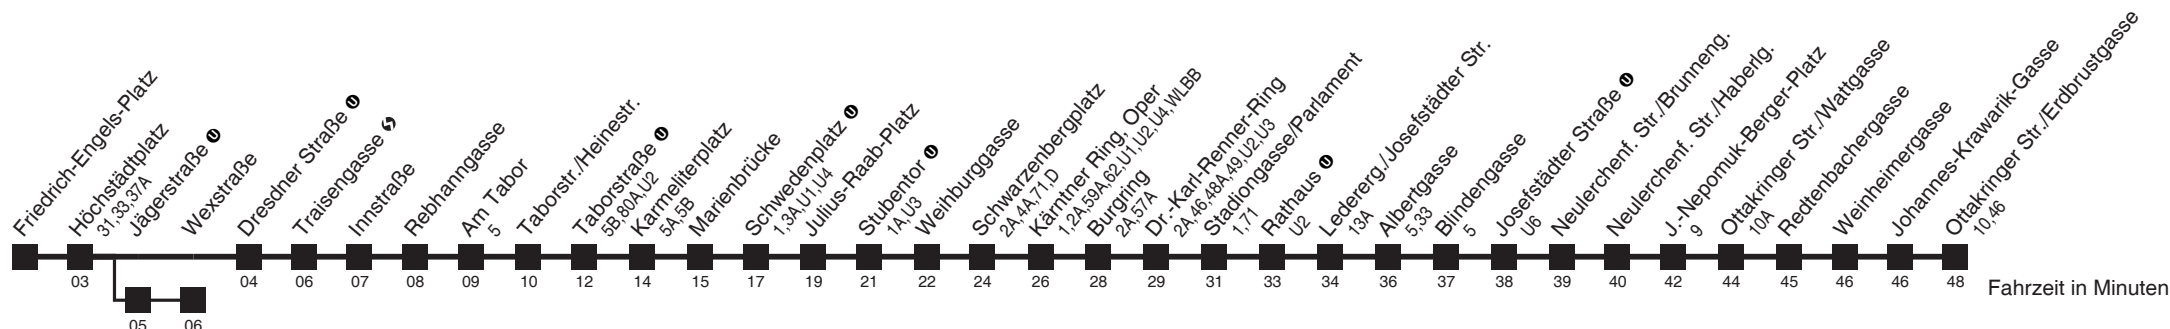 Friedrich-Engels-Platz
Höchstädtplatz
31,33,37A
03
Jägerstraße U
05
Wexstraße
06
Dresdner Straße U
04
Traisengasse S
06
Innstraße
07
Rebhanngasse
08
Am Tabor
5
09
Taborstr./Heinestr.
10
Taborstraße U
5B,80A,U2
12
Karmeliterplatz
5A,5B
14
Marienbrücke
15
Schwedenplatz U
1,3A,U1,U4
17
Julius-Raab-Platz
19
Stubentor U
1A,U3
21
Weihburggasse
22
Schwarzenbergplatz
2A,4A,71,D
24
Kärntner Ring, Oper
1,2A,59A,62,U1,U2,U4,WLBB
26
Burgring
2A,57A
28
Dr.-Karl-Renner-Ring
2A,46,48A,49,U2,U3
29
Stadiongasse/Parlament
1,71
31
Rathaus U
U2
33
Ledererg./Josefstädter Str.
13A
34
Albertgasse
5,33
36
Blindengasse
5
37
Josefstädter Straße U
U6
38
Neulerchenf. Str./Brunneng.
39
Neulerchenf. Str./Haberlg.
40
J.-Nepomuk-Berger-Platz
9
42
Ottakringer Str./Wattgasse
10A
44
Redtenbachergasse
45
Weinheimergasse
46
Johannes-Krawarik-Gasse
46
Ottakringer Str./Erdbrustgasse
10,46
48
Fahrzeit in Minuten